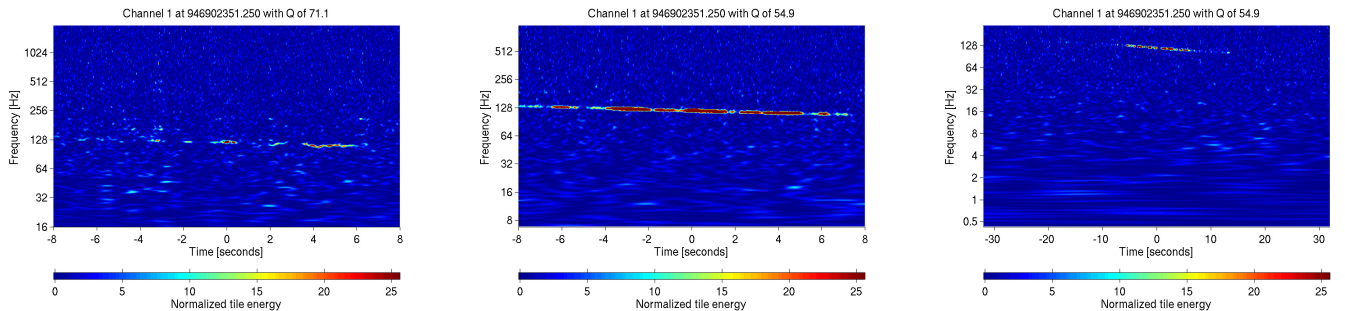 Channel 1 at 946902351.250 with Q of 71.1
Frequency [Hz]
1024
512
256
128
64
32
16
-8 -6 -4 -2 0 2 4 6 8
Time [seconds]
0 5 10 15 20 25
Normalized tile energy
Channel 1 at 946902351.250 with Q of 54.9
Frequency [Hz]
512
256
128
64
32
16
8
-8 -6 -4 -2 0 2 4 6 8
Time [seconds]
0 5 10 15 20 25
Normalized tile energy
Channel 1 at 946902351.250 with Q of 54.9
Frequency [Hz]
128
64
32
16
8
4
2
1
0.5
-30 -20 -10 0 10 20 30
Time [seconds]
0 5 10 15 20 25
Normalized tile energy